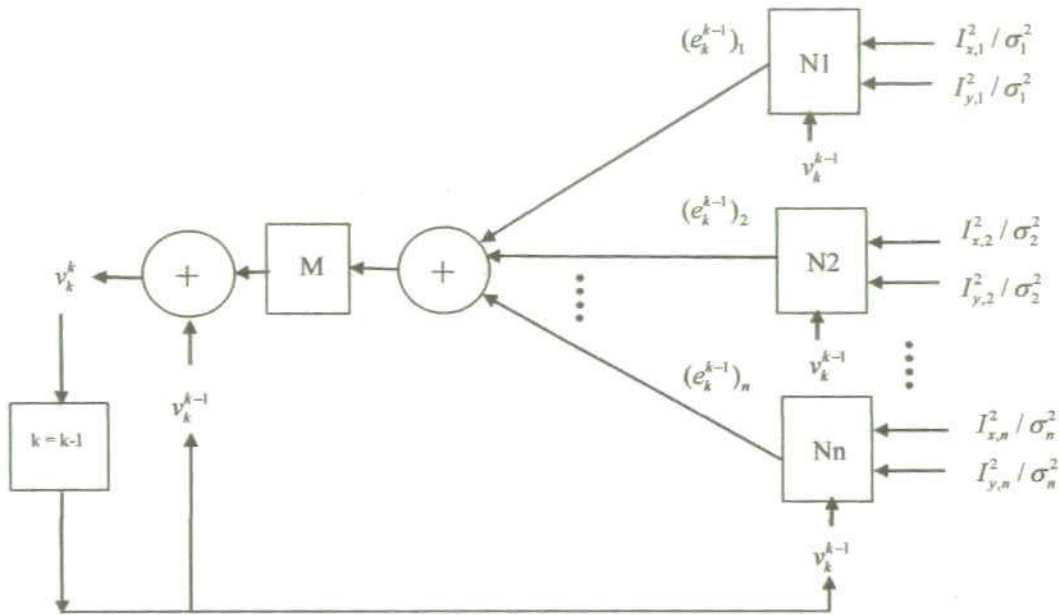 (e_k^{k-1})_1
N1
I_{x,1}^2 / σ_1^2
I_{y,1}^2 / σ_1^2
v_k^{k-1}
(e_k^{k-1})_2
N2
I_{x,2}^2 / σ_2^2
I_{y,2}^2 / σ_2^2
v_k^{k-1}
v_k^k
+
M
+
(e_k^{k-1})_n
k = k-1
v_k^{k-1}
Nn
I_{x,n}^2 / σ_n^2
I_{y,n}^2 / σ_n^2
v_k^{k-1}